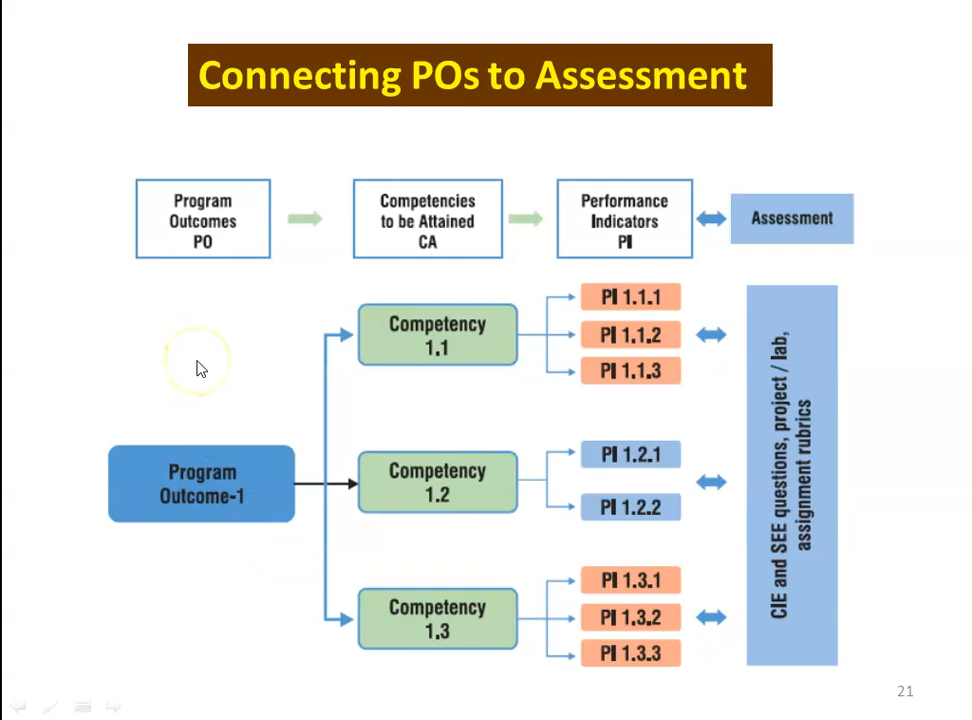 Connecting POs to Assessment
Program
Outcomes
PO
Competencies
to be Attained
CA
Performance
Indicators
PI
Assessment
Program
Outcome-1
Competency
1.1
PI 1.1.1
PI 1.1.2
PI 1.1.3
Competency
1.2
PI 1.2.1
PI 1.2.2
Competency
1.3
PI 1.3.1
PI 1.3.2
PI 1.3.3
CIE and SEE questions, project / lab,
assignment rubrics
21